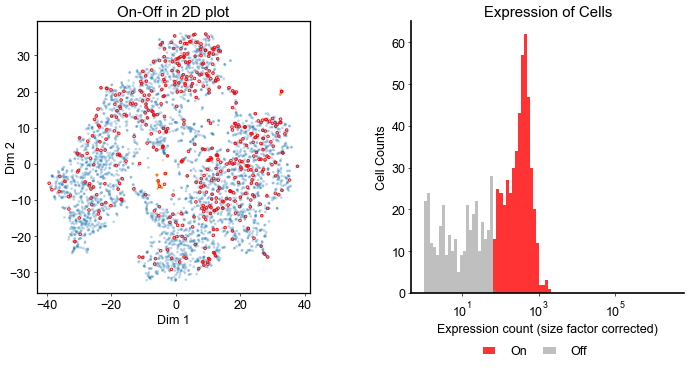 On-Off in 2D plot
Dim 2
30
20
10
0
−10
−20
−30
−40
−20
0
20
40
Dim 1
Expression of Cells
Cell Counts
60
50
40
30
20
10
0
10^1
10^3
10^5
Expression count (size factor corrected)
On
Off